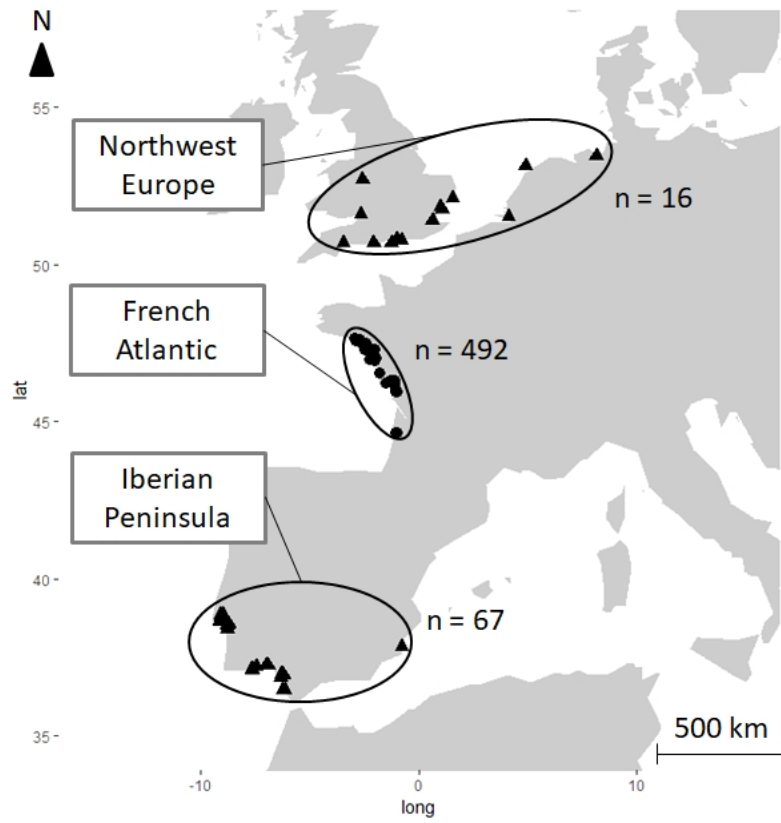 N
55
Northwest
Europe
n = 16
50
French
Atlantic
n = 492
lat
45
Iberian
Peninsula
40
n = 67
35
500 km
-10
0
10
long